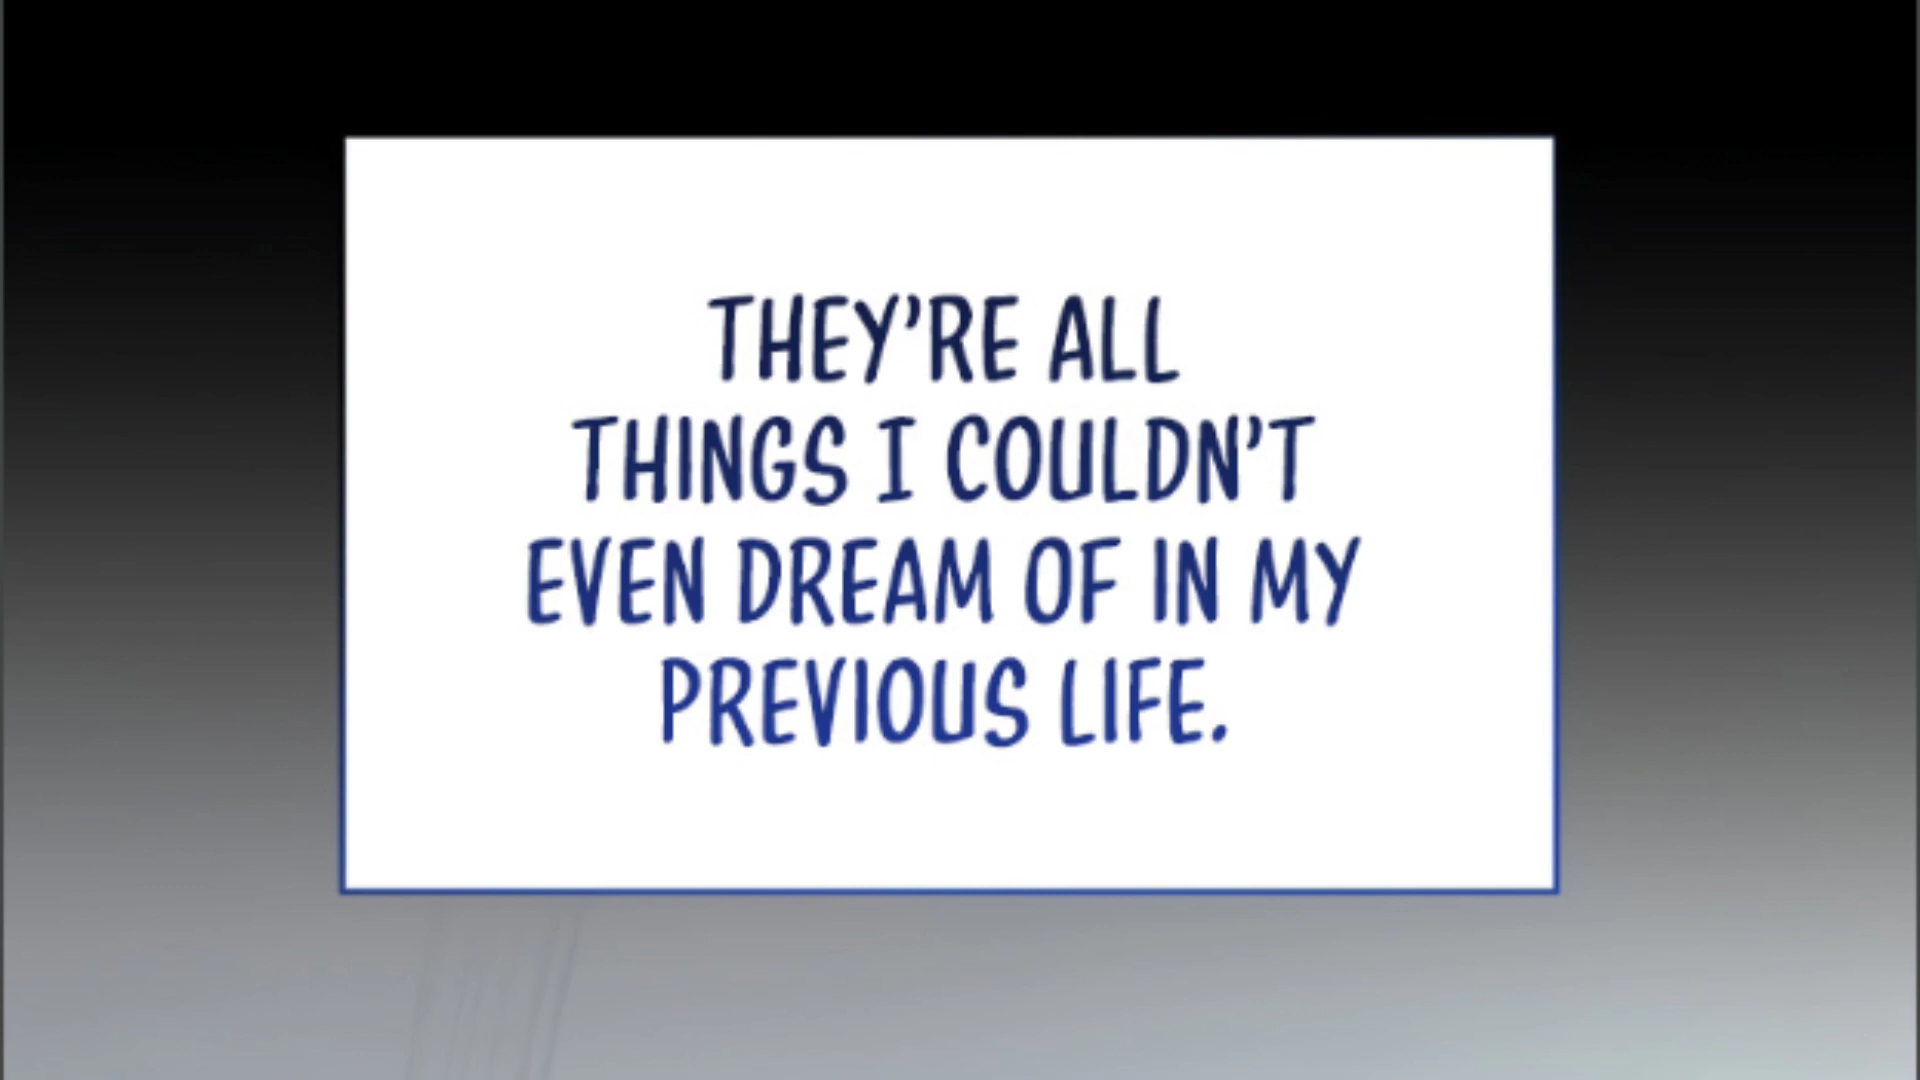 THEY'RE ALL
THINGS I COULDN'T
EVEN DREAM OF IN MY
PREVIOUS LIFE.